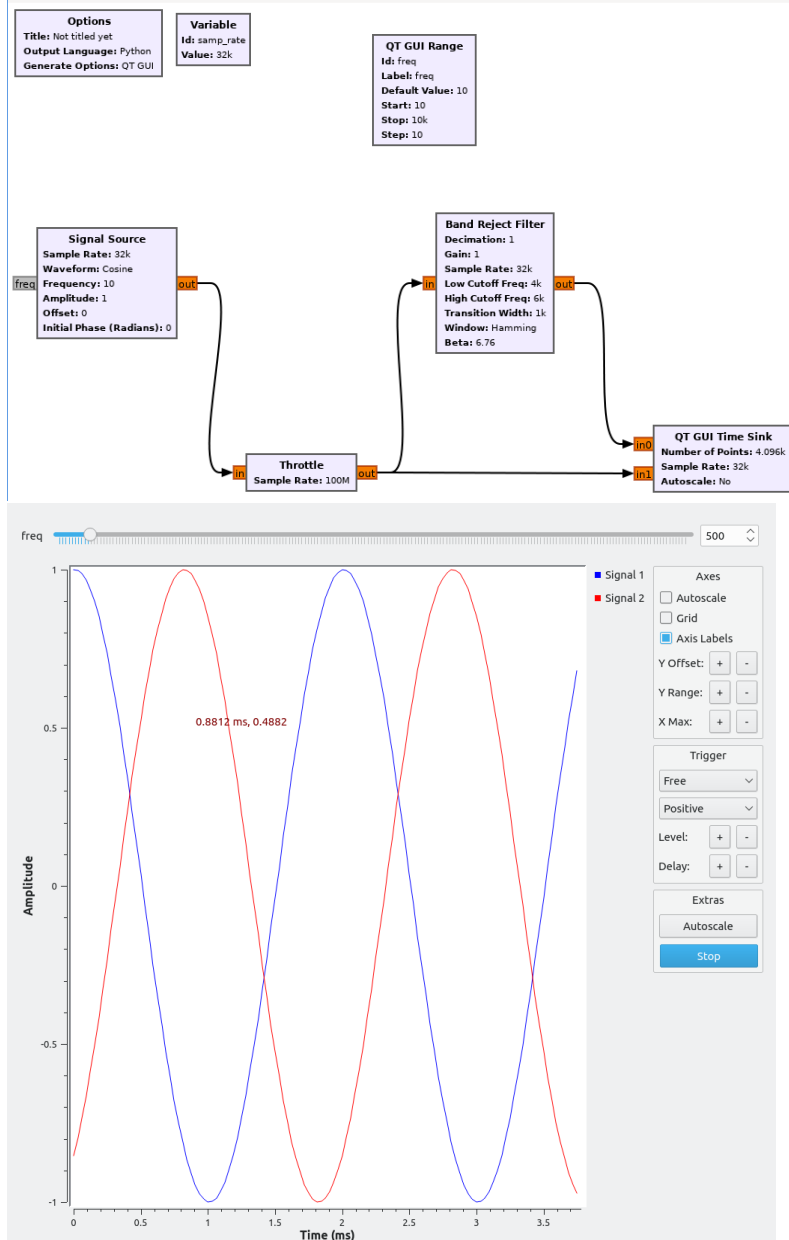 Options
Title: Not titled yet
Output Language: Python
Generate Options: QT GUI
Variable
Id: samp_rate
Value: 32k
QT GUI Range
Id: freq
Label: freq
Default Value: 10
Start: 10
Stop: 10k
Step: 10
Signal Source
Sample Rate: 32k
Waveform: Cosine
Frequency: 10
Amplitude: 1
Offset: 0
Initial Phase (Radians): 0
freq
out
Band Reject Filter
Decimation: 1
Gain: 1
Sample Rate: 32k
Low Cutoff Freq: 4k
High Cutoff Freq: 6k
Transition Width: 1k
Window: Hamming
Beta: 6.76
in
out
Throttle
Sample Rate: 100M
in
out
QT GUI Time Sink
Number of Points: 4.096k
Sample Rate: 32k
Autoscale: No
in0
in1
freq
500
Signal 1
Signal 2
0.8812 ms, 0.4882
Amplitude
1
0.5
0
-0.5
-1
0 0.5 1 1.5 2 2.5 3 3.5
Time (ms)
Axes
Autoscale
Grid
Axis Labels
Y Offset: + -
Y Range: + -
X Max: + -
Trigger
Free
Positive
Level: + -
Delay: + -
Extras
Autoscale
Stop